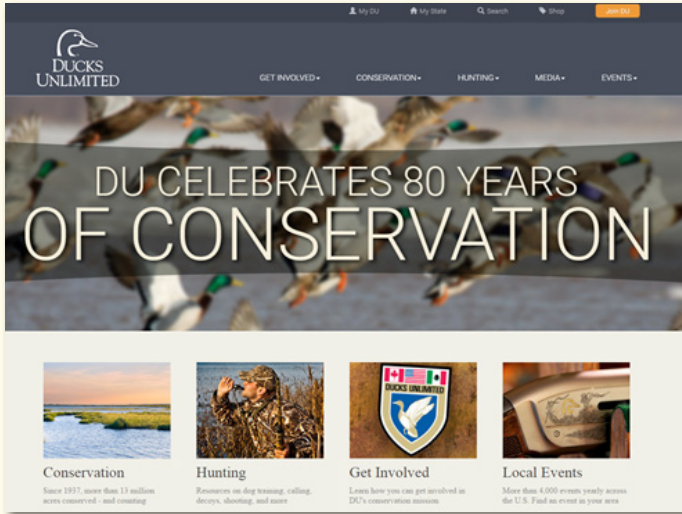 My DU
My State
Search
Shop
Join DU
DUCKS
UNLIMITED
GET INVOLVED
CONSERVATION
HUNTING
MEDIA
EVENTS
DU CELEBRATES 80 YEARS
OF CONSERVATION
DUCKS UNLIMITED
Conservation
Since 1937, more than 13 million
acres conserved - and counting
Hunting
Resources on dog training, calling,
decoys, shooting, and more
Get Involved
Learn how you can get involved in
DU's conservation mission
Local Events
More than 4,000 events yearly across
the U.S. Find an event in your area